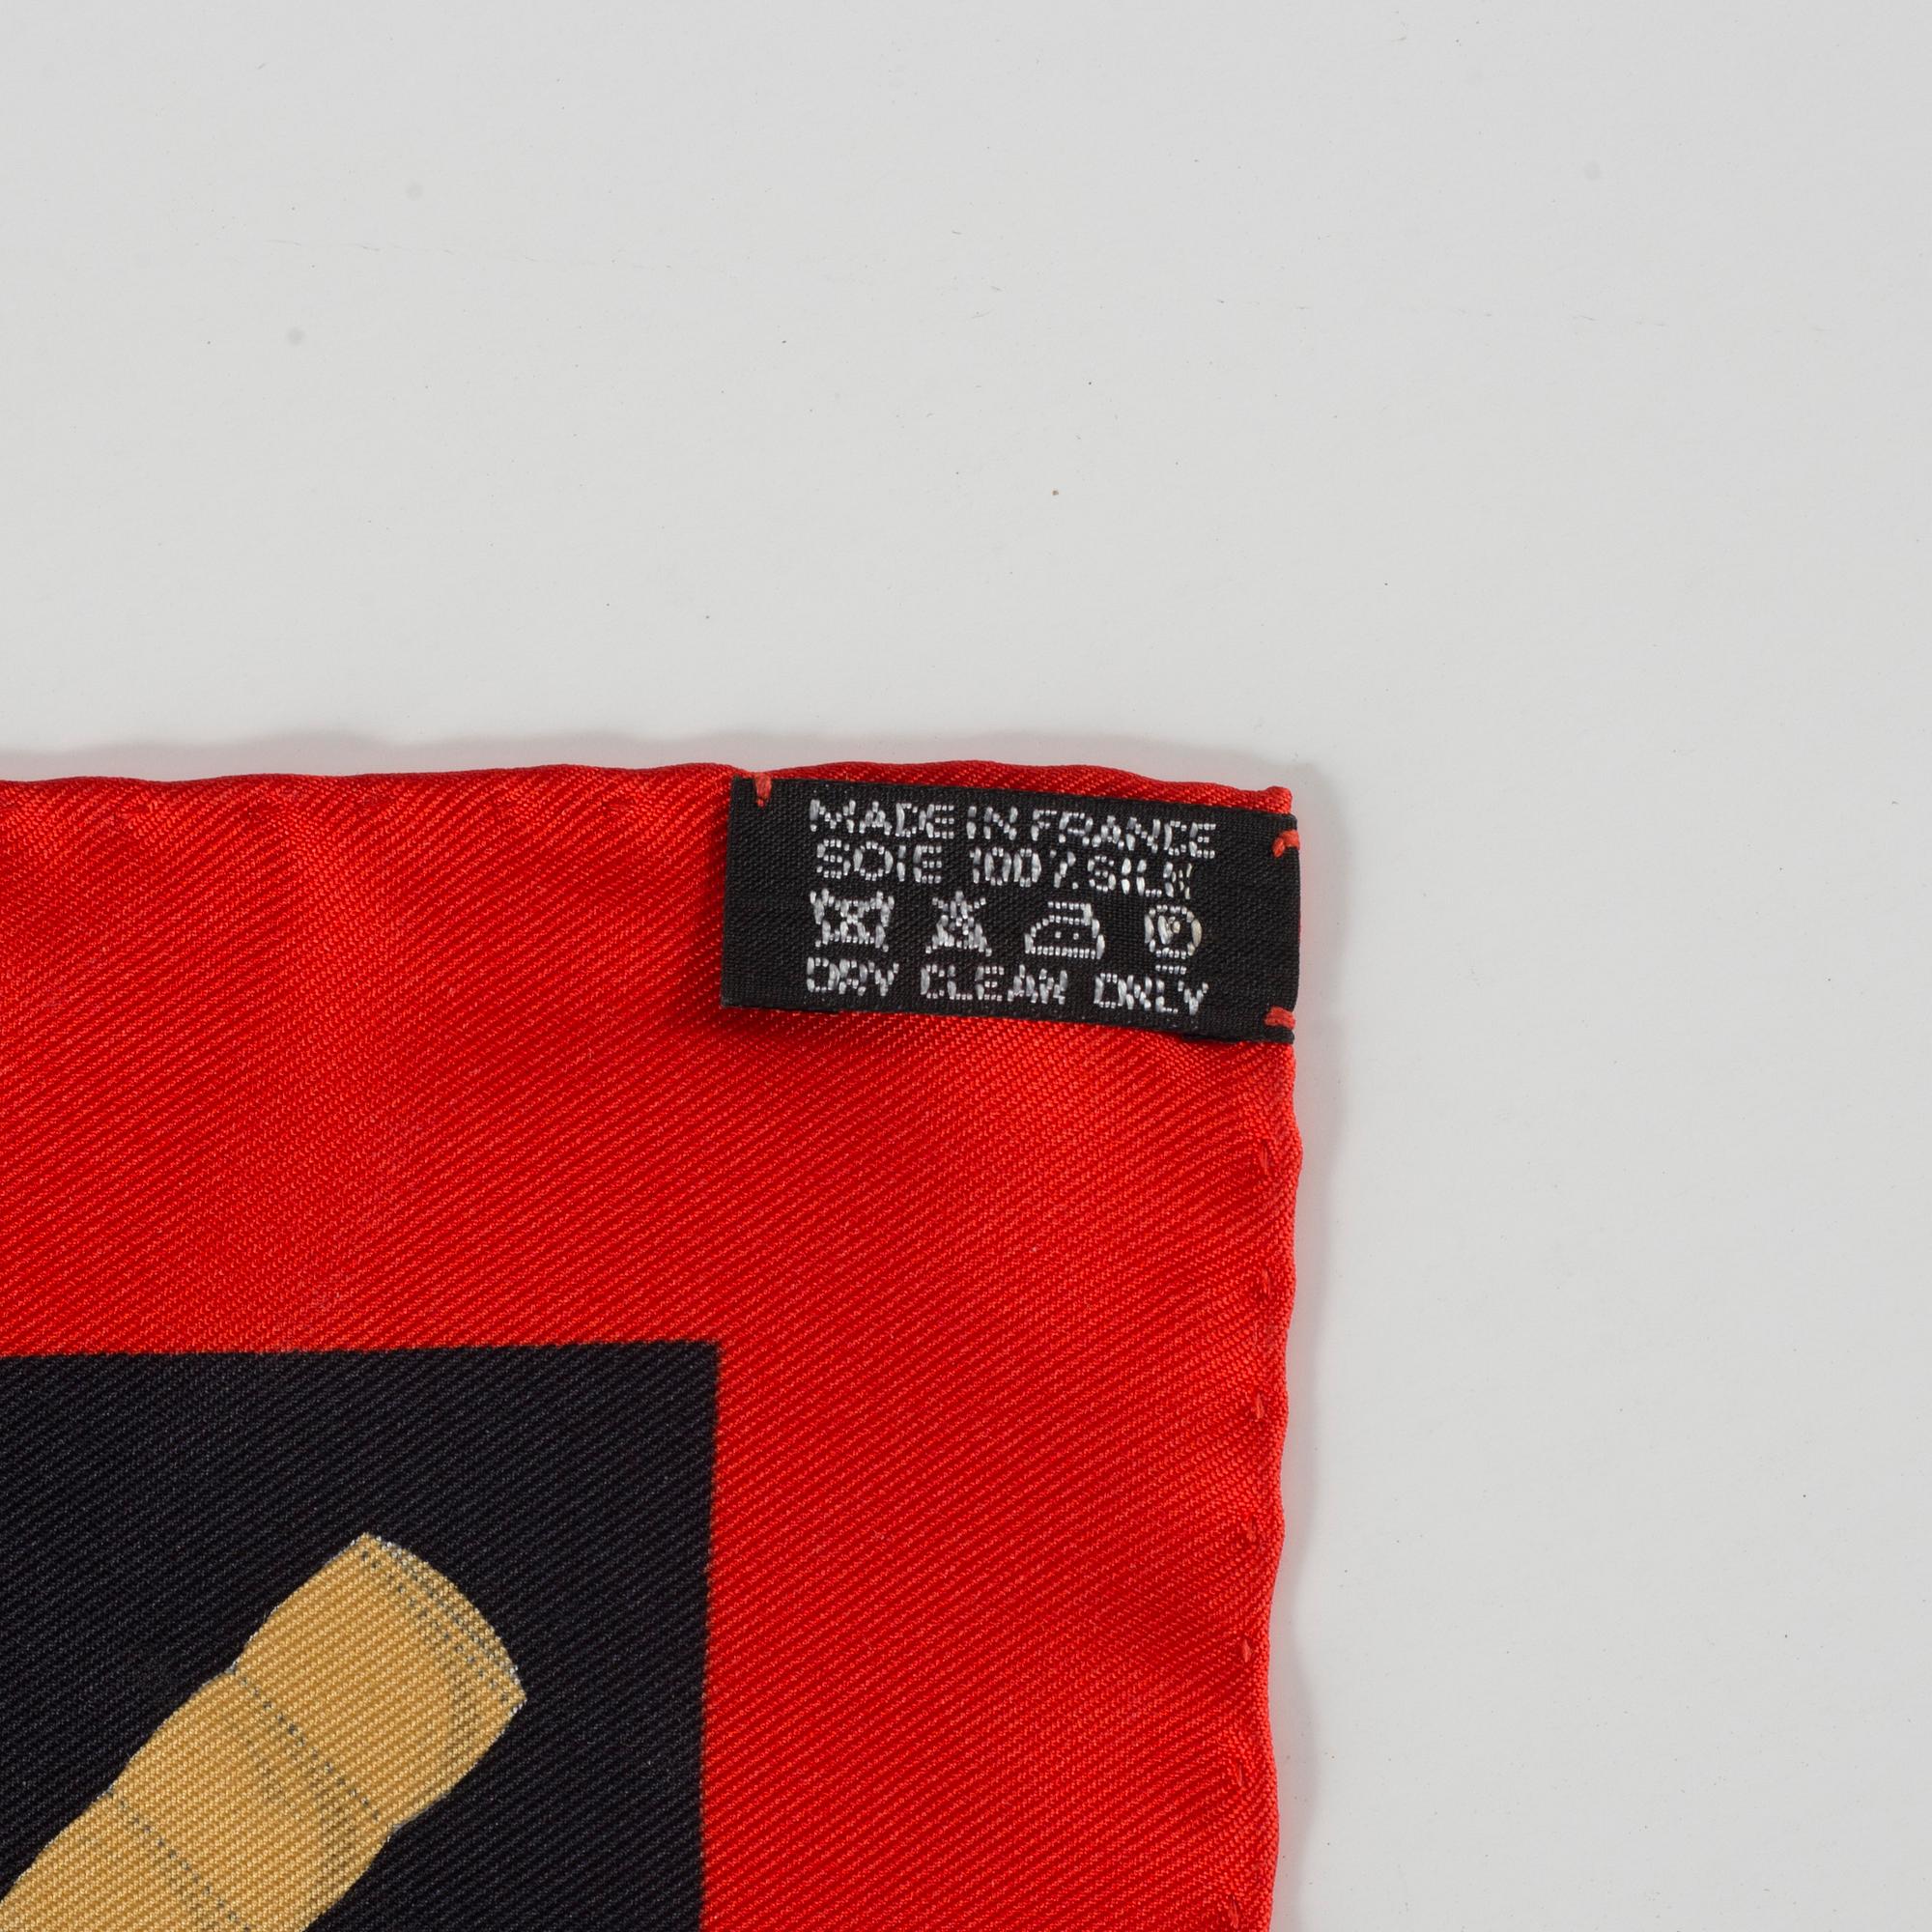 MADE IN FRANCE
SOIE 100% SILK
DRY CLEAN ONLY